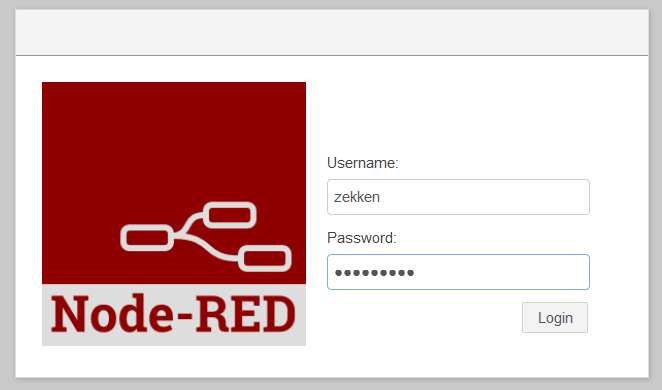 Username:
zekken
Password:
●●●●●●●●●
Login
Node-RED